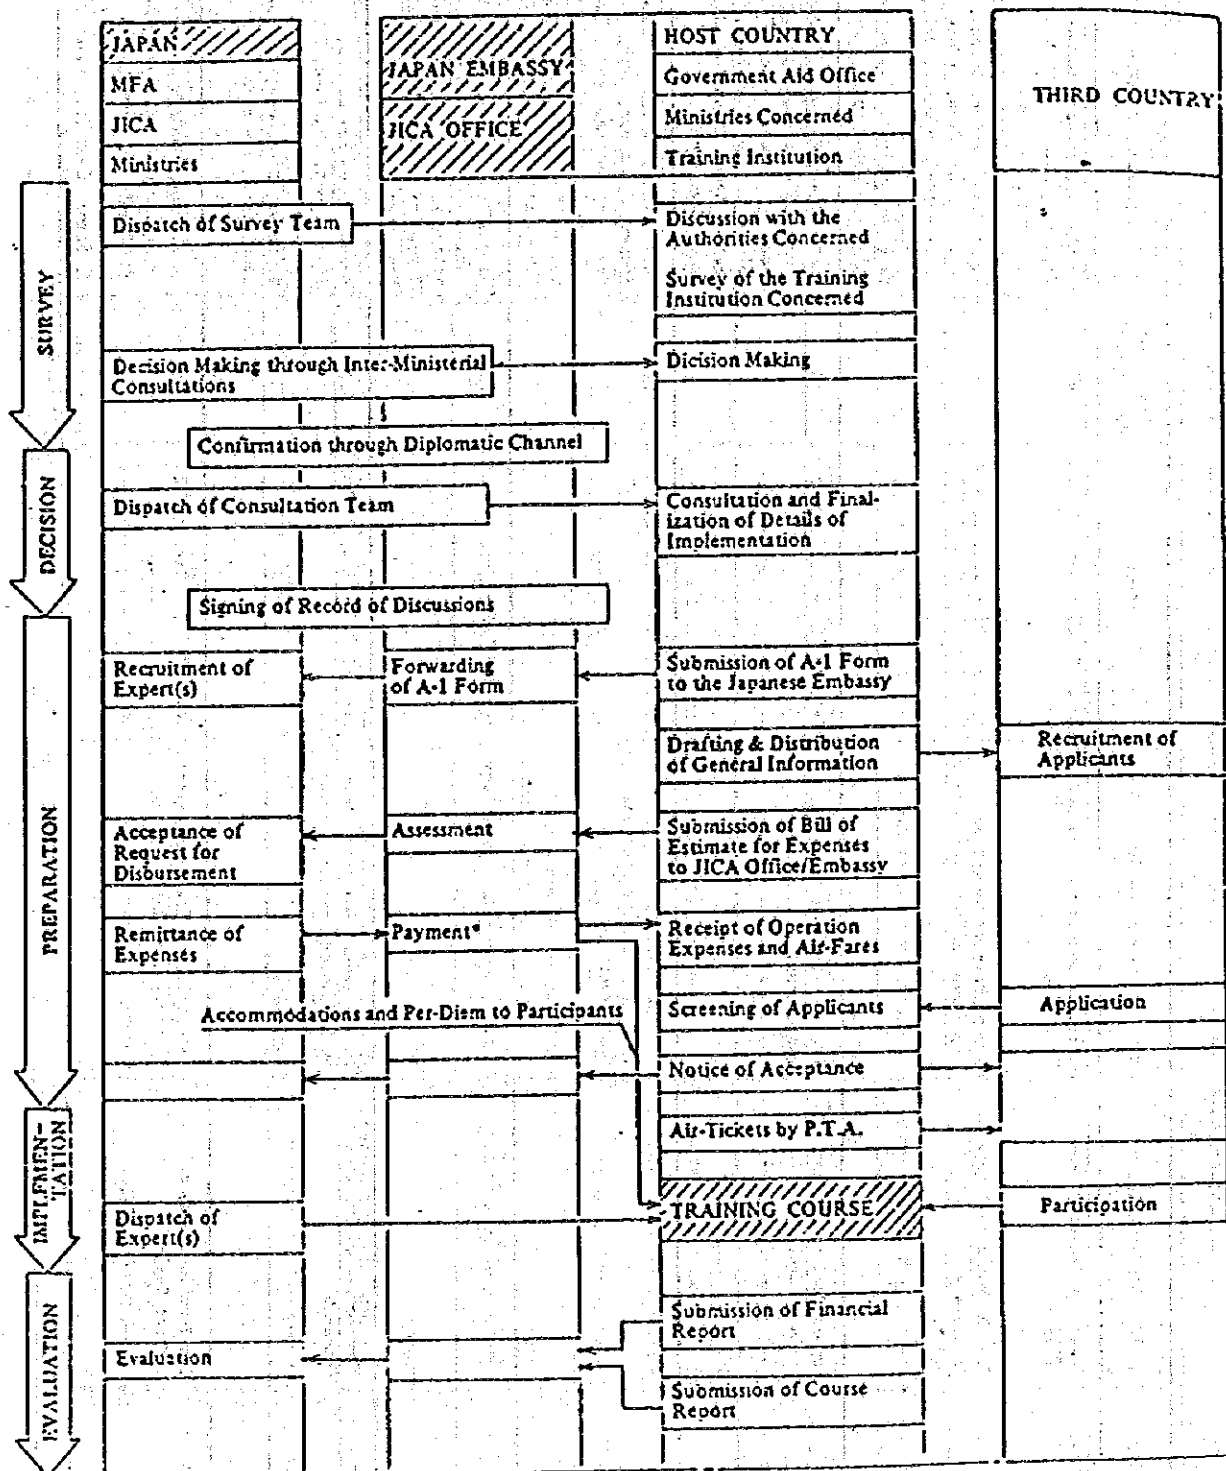 JAPAN
MFA
JICA
Ministries
JAPAN EMBASSY
JICA OFFICE
HOST COUNTRY
Government Aid Office
Ministries Concerned
Training Institution
THIRD COUNTRY
SURVEY
Dispatch of Survey Team
Discussion with the
Authorities Concerned
Survey of the Training
Institution Concerned
Decision Making through Inter-Ministerial
Consultations
Dicision Making
Confirmation through Diplomatic Channel
DECISION
Dispatch of Consultation Team
Consultation and Final-
ization of Details of
Implementation
Signing of Record of Discussions
PREPARATION
Recruitment of
Expert(s)
Forwarding
of A-1 Form
Submission of A-1 Form
to the Japanese Embassy
Drafting & Distribution
of General Information
Recruitment of
Applicants
Acceptance of
Request for
Disbursement
Assessment
Submission of Bill of
Estimate for Expenses
to JICA Office/Embassy
Remittance of
Expenses
Payment*
Receipt of Operation
Expenses and Air-Fares
Accommodations and Per-Diem to Participants
Screening of Applicants
Application
Notice of Acceptance
IMPLEMEN-
TATION
Air-Tickets by P.T.A.
Dispatch of
Expert(s)
TRAINING COURSE
Participation
EVALUATION
Submission of Financial
Report
Evaluation
Submission of Course
Report